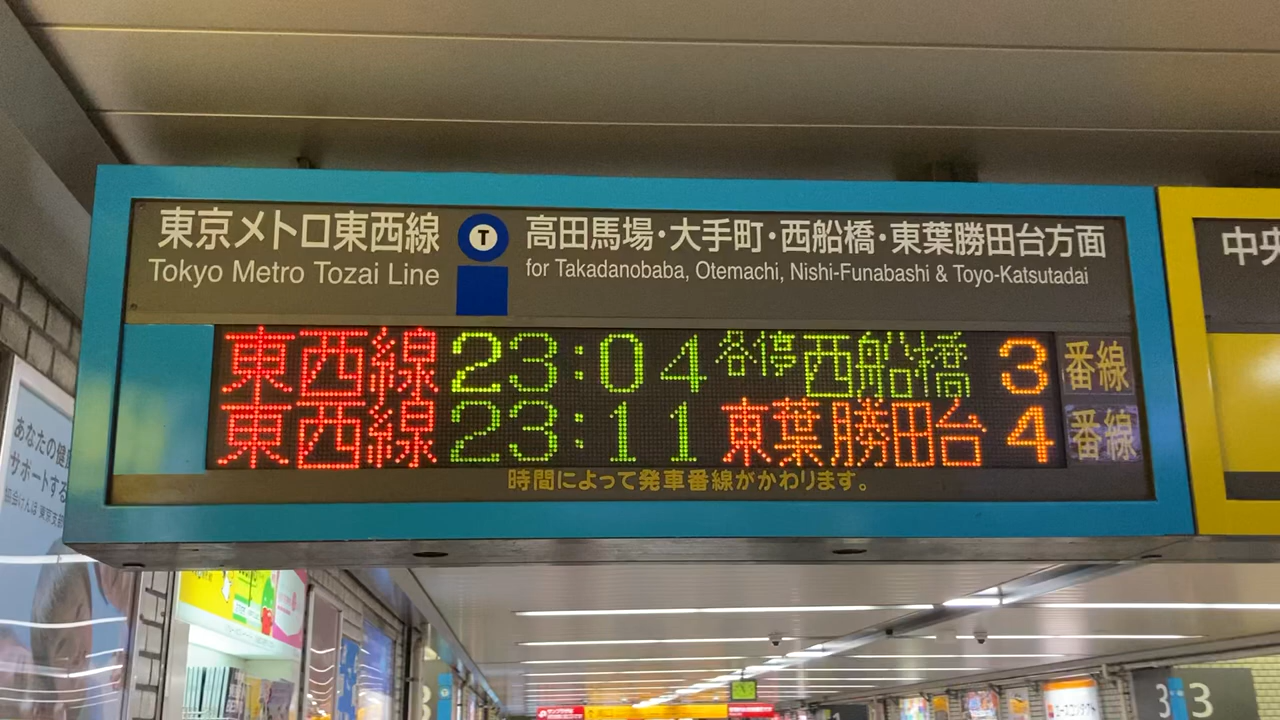 東京メトロ東西線 T 高田馬場・大手町・西船橋・東葉勝田台方面
Tokyo Metro Tozai Line for Takadanobaba, Otemachi, Nishi-Funabashi & Toyo-Katsutadai
東西線 23:04 各停 西船橋 3 番線
東西線 23:11 東葉勝田台 4 番線
時間によって発車番線がかわります。
中央
あなたの健康
サポートする
3
3 3